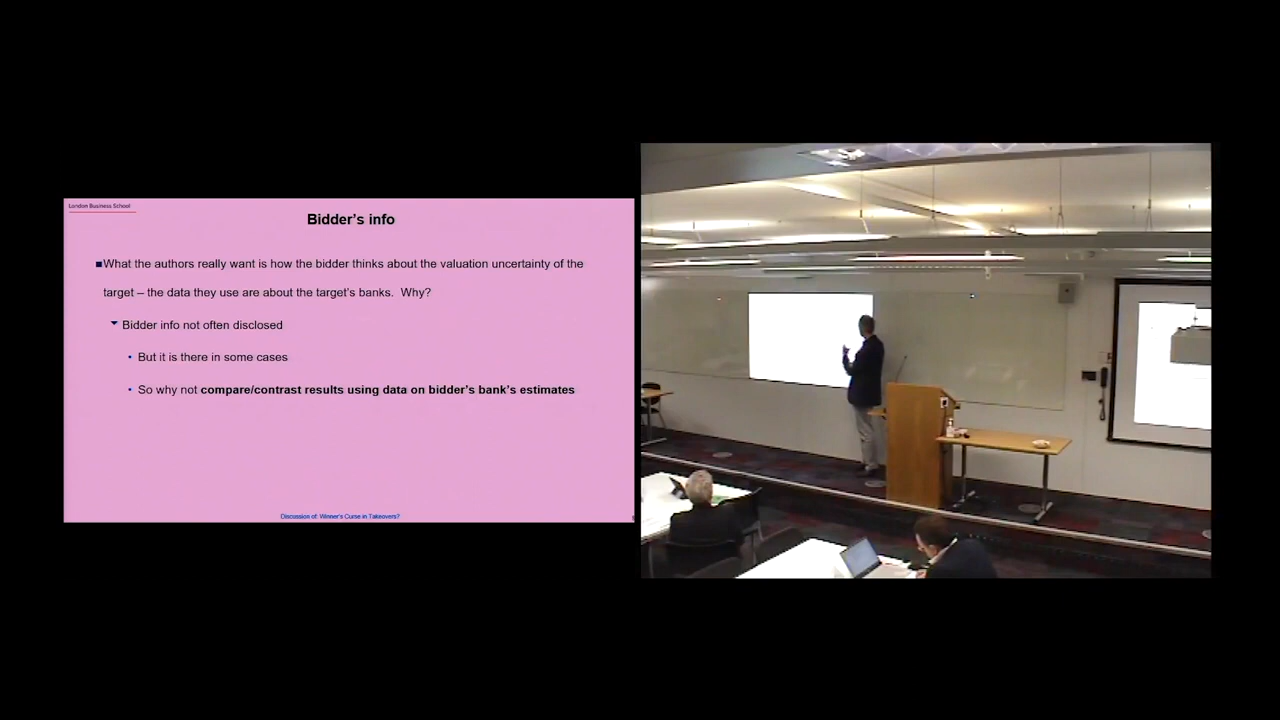 London Business School
Bidder's info
■What the authors really want is how the bidder thinks about the valuation uncertainty of the
target – the data they use are about the target's banks.  Why?
Bidder info not often disclosed
• But it is there in some cases
• So why not compare/contrast results using data on bidder's bank's estimates
Discussion of: Winner's Curse in Takeovers?